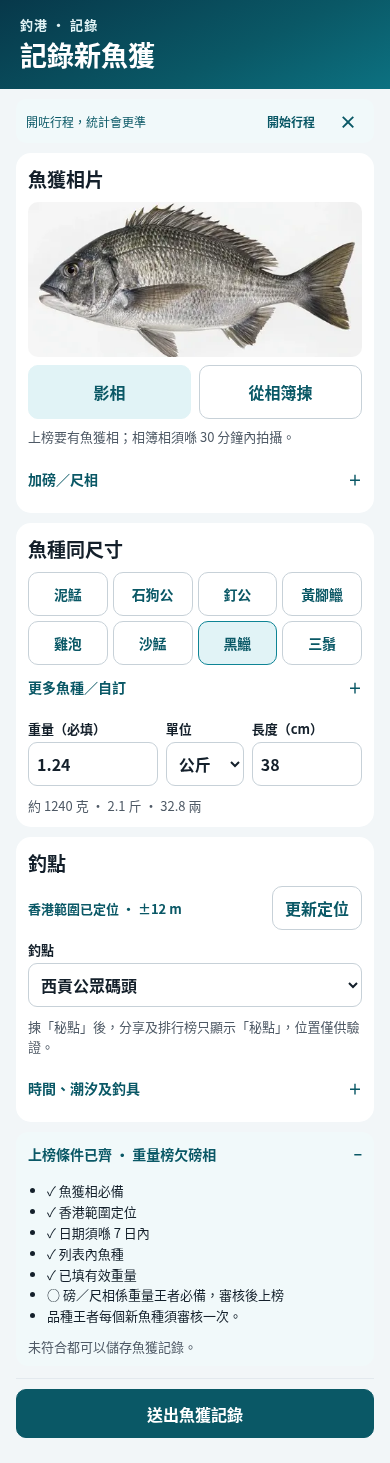 釣港 · 記錄
記錄新魚獲
開咗行程，統計會更準
開始行程 ✕
魚獲相片
影相
從相簿揀
上榜要有魚獲相；相簿須喺 30 分鐘內拍攝。
加磅／尺相 ＋
魚種同尺寸
泥鯭 石狗公 釘公 黃腳鱲
雞泡 沙鯭 黑鱲 三鬚
更多魚種／自訂 ＋
重量（必填） 單位 長度（cm）
1.24 公斤 38
約 1240 克 · 2.1 斤 · 32.8 兩
釣點
香港範圍已定位 · ±12 m
更新定位
釣點
西貢公眾碼頭
揀「秘點」後，分享及排行榜只顯示「秘點」，位置僅供驗
證。
時間、潮汐及釣具 ＋
上榜條件已齊 · 重量榜欠磅相 −
• ✓ 魚獲相必備
• ✓ 香港範圍定位
• ✓ 日期須喺 7 日內
• ✓ 列表內魚種
• ✓ 已填有效重量
• ○ 磅／尺相係重量王者必備，審核後上榜
• 品種王者每個新魚種須審核一次。
未符合都可以儲存魚獲記錄。
送出魚獲記錄